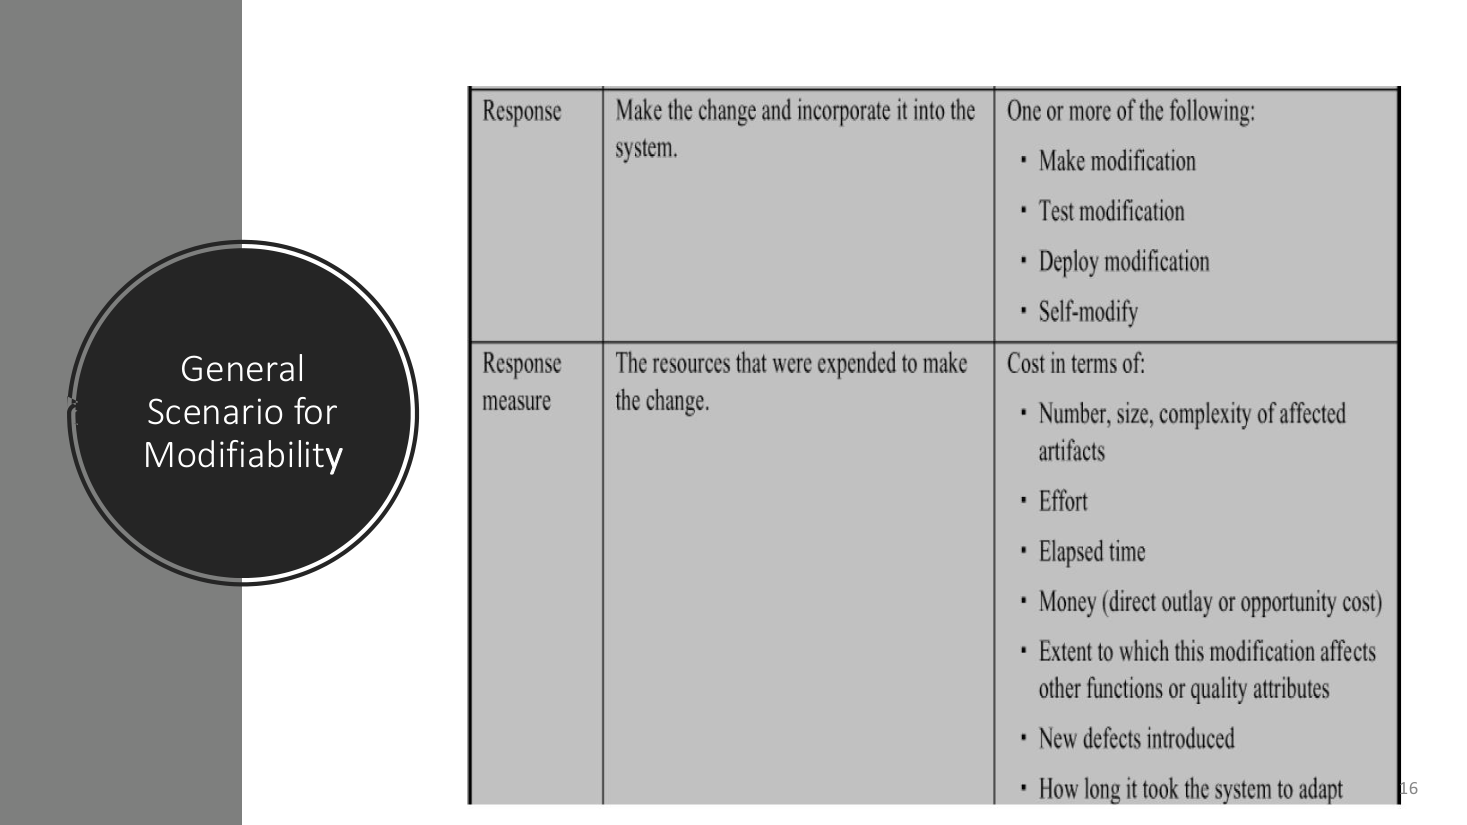 General
Scenario for
Modifiability
Response
Make the change and incorporate it into the
system.
One or more of the following:
▪ Make modification
▪ Test modification
▪ Deploy modification
▪ Self-modify
Response
measure
The resources that were expended to make
the change.
Cost in terms of:
▪ Number, size, complexity of affected
artifacts
▪ Effort
▪ Elapsed time
▪ Money (direct outlay or opportunity cost)
▪ Extent to which this modification affects
other functions or quality attributes
▪ New defects introduced
▪ How long it took the system to adapt
16